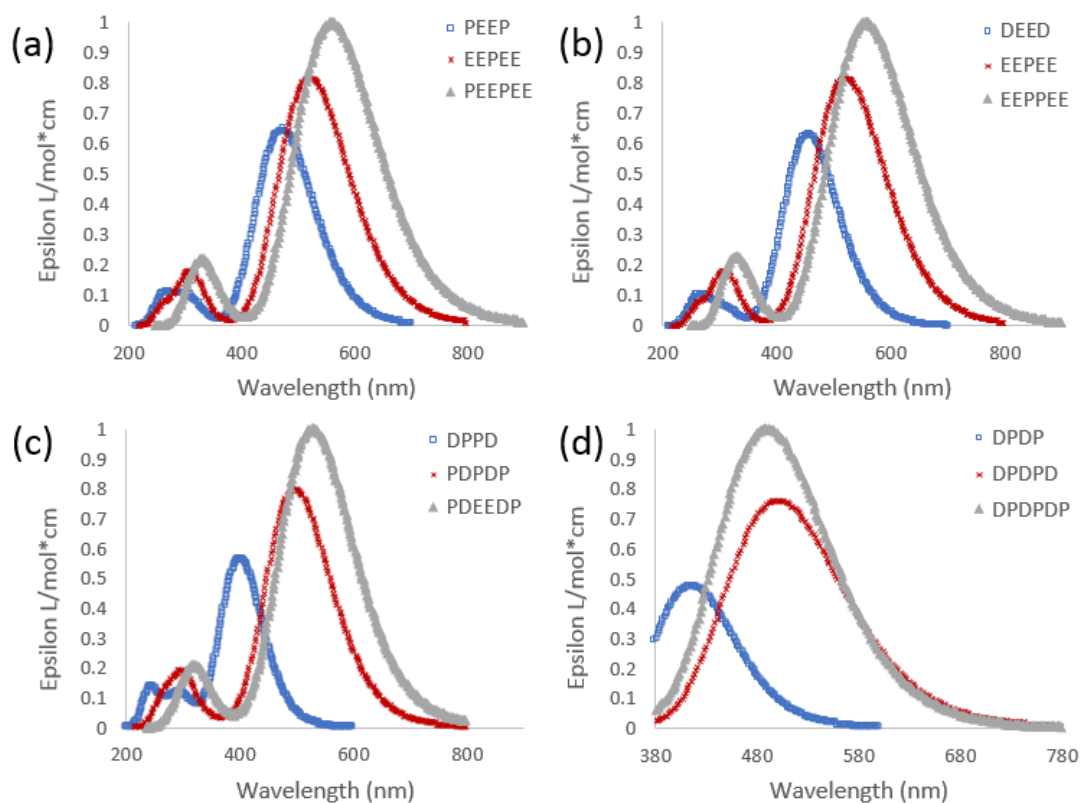 (a)
PEEP
EEPEE
PEEPEE
Epsilon L/mol*cm
1
0.9
0.8
0.7
0.6
0.5
0.4
0.3
0.2
0.1
0
200 400 600 800
Wavelength (nm)
(b)
DEED
EEPEE
EEPPEE
Epsilon L/mol*cm
1
0.9
0.8
0.7
0.6
0.5
0.4
0.3
0.2
0.1
0
200 400 600 800
Wavelength (nm)
(c)
DPPD
PDPDP
PDEEDP
Epsilon L/mol*cm
1
0.9
0.8
0.7
0.6
0.5
0.4
0.3
0.2
0.1
0
200 400 600 800
Wavelength (nm)
(d)
DPDP
DPDPD
DPDPDP
Epsilon L/mol*cm
1
0.9
0.8
0.7
0.6
0.5
0.4
0.3
0.2
0.1
0
380 480 580 680 780
Wavelength (nm)